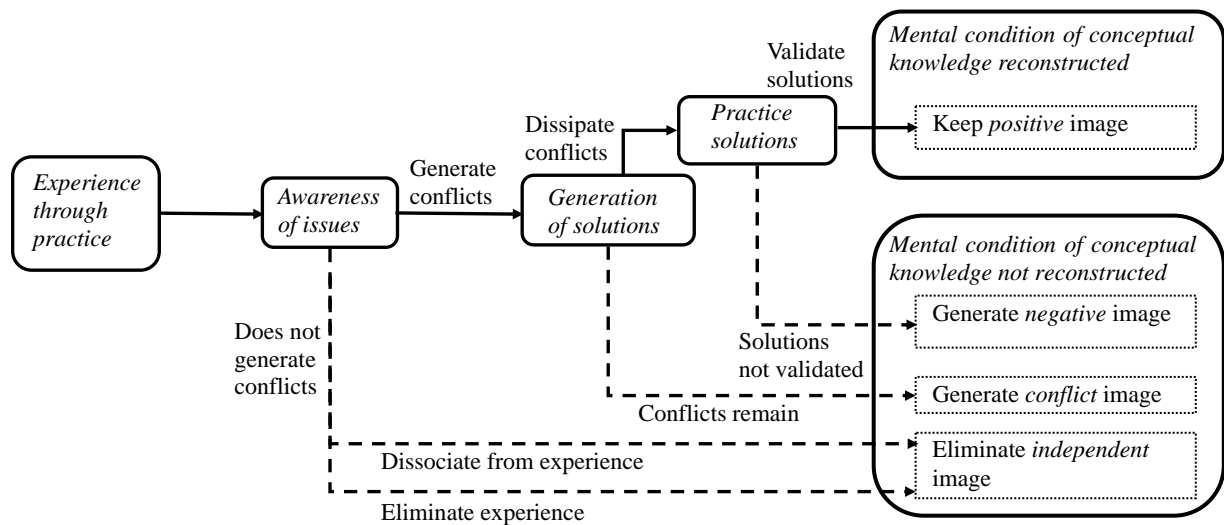 Mental condition of conceptual
knowledge reconstructed
Keep positive image
Validate
solutions
Practice
solutions
Dissipate
conflicts
Generate
conflicts
Experience
through
practice
Awareness
of issues
Generation
of solutions
Mental condition of conceptual
knowledge not reconstructed
Generate negative image
Generate conflict image
Eliminate independent
image
Does not
generate
conflicts
Solutions
not validated
Conflicts remain
Dissociate from experience
Eliminate experience